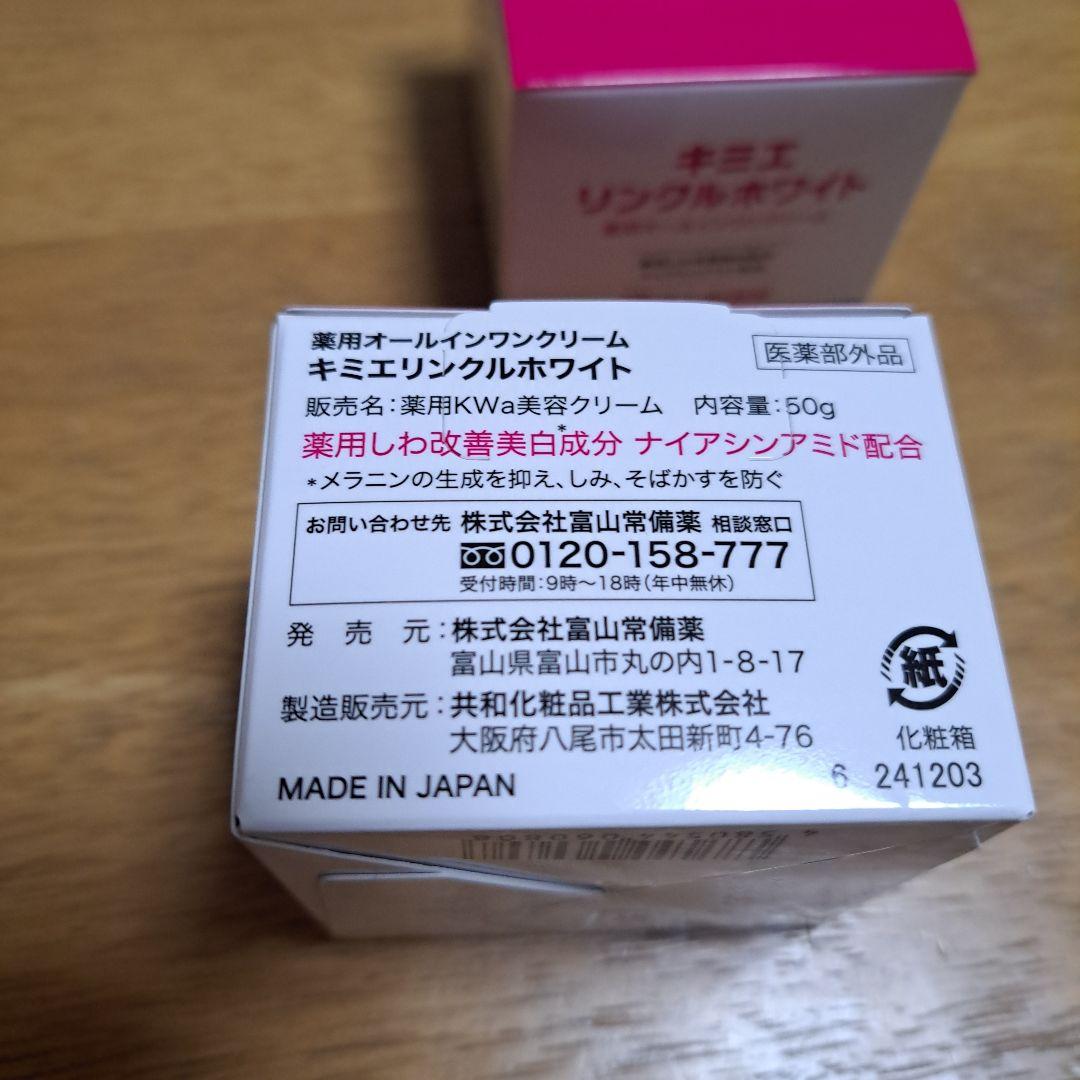 キミエ
リンクルホワイト
薬用オールインワンクリーム
キミエリンクルホワイト
医薬部外品
販売名:薬用KWa美容クリーム 内容量:50g
薬用しわ改善美白*成分 ナイアシンアミド配合
*メラニンの生成を抑え、しみ、そばかすを防ぐ
お問い合わせ先 株式会社富山常備薬 相談窓口
0120-158-777
受付時間:9時~18時(年中無休)
発売元:株式会社富山常備薬
富山県富山市丸の内1-8-17
製造販売元:共和化粧品工業株式会社
大阪府八尾市太田新町4-76
紙
化粧箱
MADE IN JAPAN
6 241203